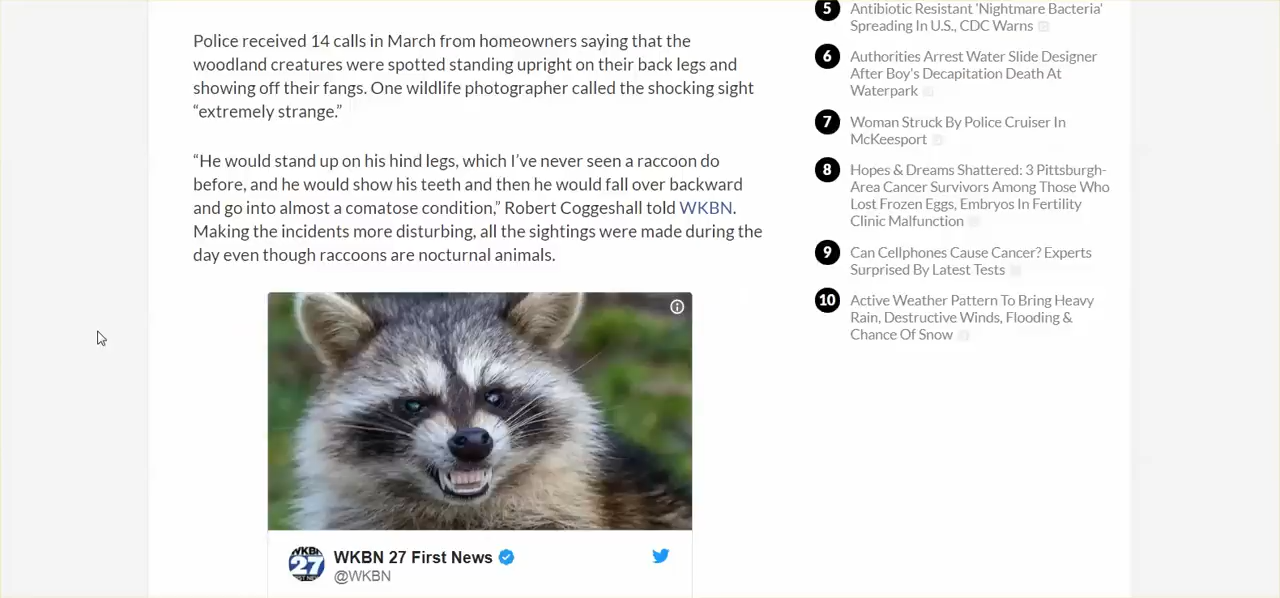 Police received 14 calls in March from homeowners saying that the
woodland creatures were spotted standing upright on their back legs and
showing off their fangs. One wildlife photographer called the shocking sight
“extremely strange.”
“He would stand up on his hind legs, which I’ve never seen a raccoon do
before, and he would show his teeth and then he would fall over backward
and go into almost a comatose condition,” Robert Coggeshall told WKBN.
Making the incidents more disturbing, all the sightings were made during the
day even though raccoons are nocturnal animals.
WKBN
27
FIRST NEWS
WKBN 27 First News
@WKBN
5 Antibiotic Resistant 'Nightmare Bacteria'
Spreading In U.S., CDC Warns
6 Authorities Arrest Water Slide Designer
After Boy's Decapitation Death At
Waterpark
7 Woman Struck By Police Cruiser In
McKeesport
8 Hopes & Dreams Shattered: 3 Pittsburgh-
Area Cancer Survivors Among Those Who
Lost Frozen Eggs, Embryos In Fertility
Clinic Malfunction
9 Can Cellphones Cause Cancer? Experts
Surprised By Latest Tests
10 Active Weather Pattern To Bring Heavy
Rain, Destructive Winds, Flooding &
Chance Of Snow